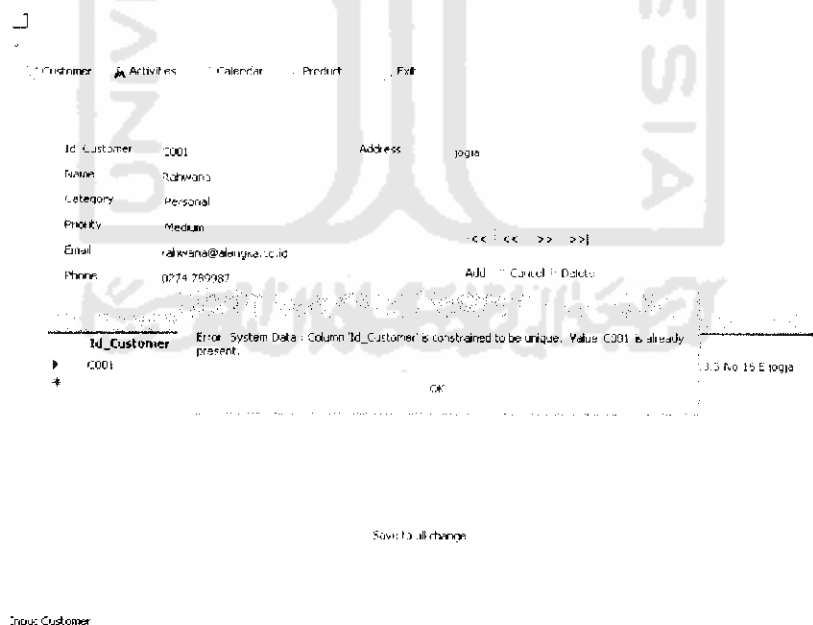 Customer Activities Calendar Product Exit
Id_Customer C001 Address jogja
Name Rahwana
Category Personal
Priority Medium
|<< << >> >>|
Email rahwana@alengka.co.id
Phone 0274 789987 Add Cancel Delete
Error System Data : Column 'Id_Customer' is constrained to be unique. Value C001 is already
present.
Id_Customer
C001 No 16 E jogja
OK
Save to all change
Input Customer